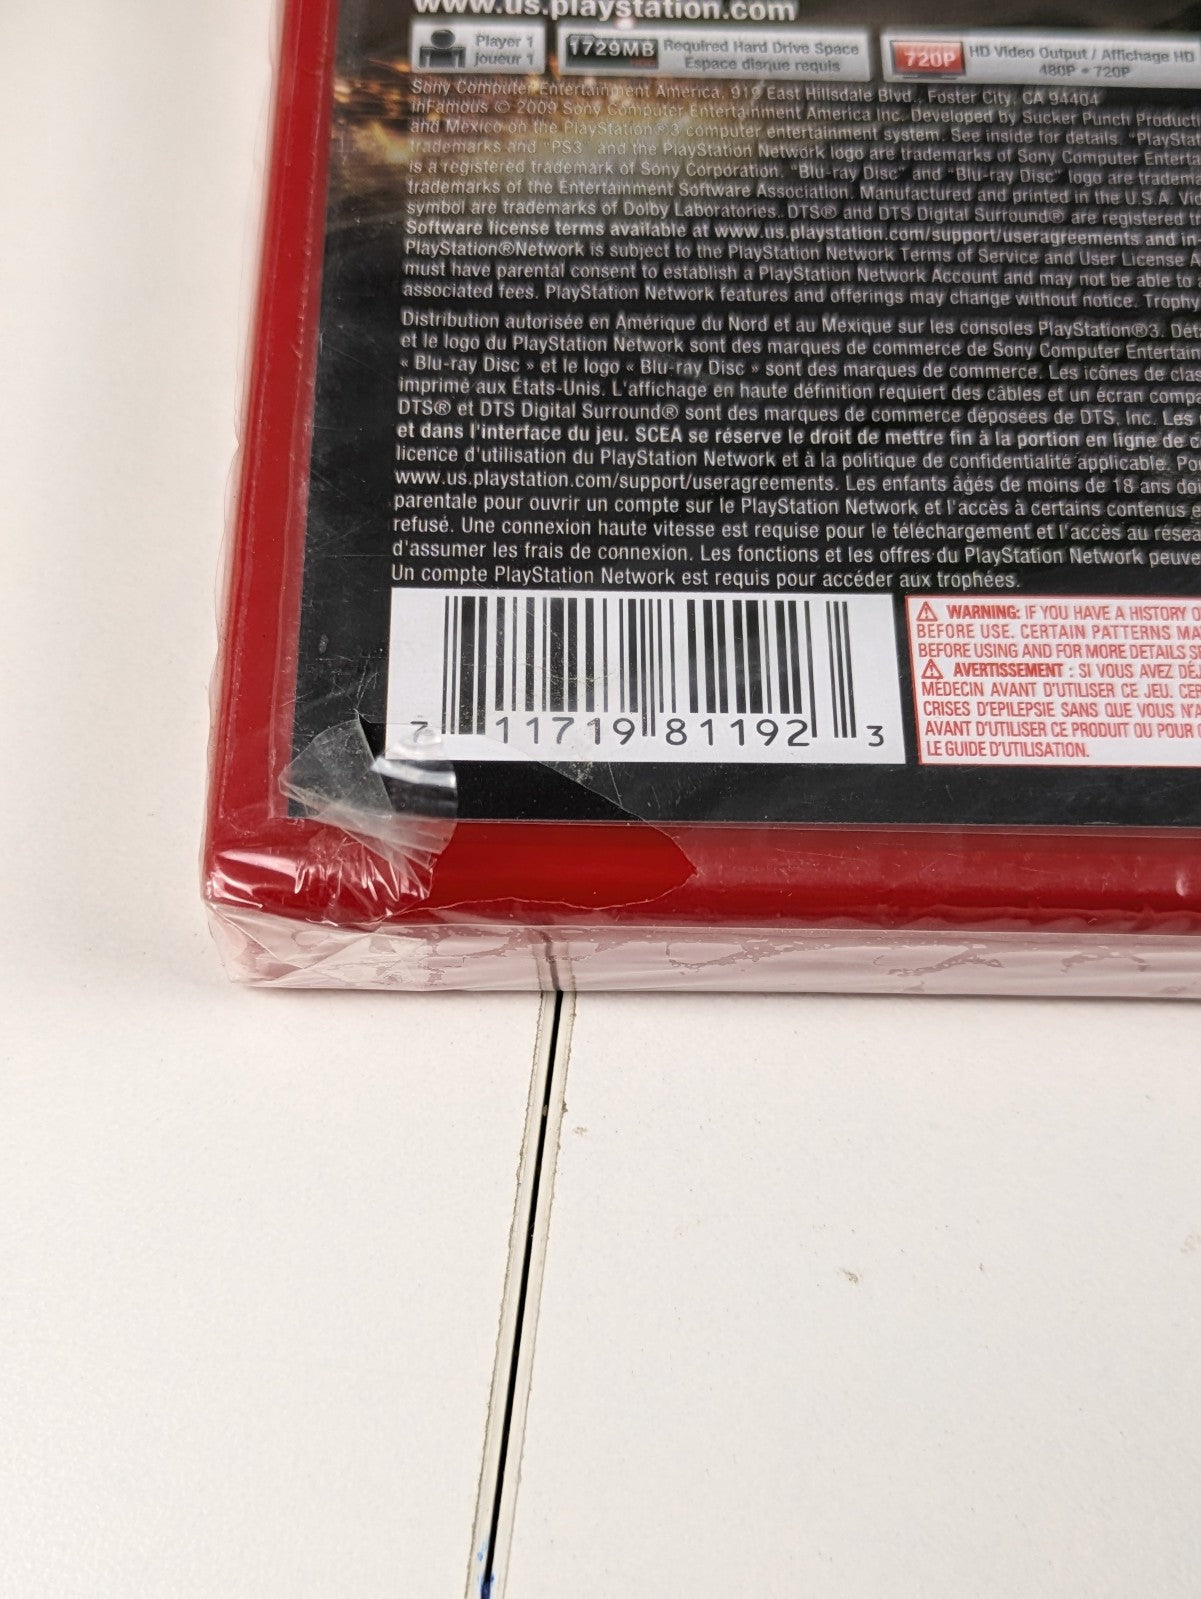 www.us.playstation.com
Player 1
joueur 1
1729MB
Required Hard Drive Space
Espace disque requis
720P
HD Video Output / Affichage HD
480P • 720P
Sony Computer Entertainment America, 919 East Hillsdale Blvd., Foster City, CA 94404
inFamous © 2009 Sony Computer Entertainment America Inc. Developed by Sucker Punch Product
and Mexico on the PlayStation®3 computer entertainment system. See inside for details. "PlaySta
trademarks and "PS3" and the PlayStation Network logo are trademarks of Sony Computer Enterta
is a registered trademark of Sony Corporation. "Blu-ray Disc" and "Blu-ray Disc" logo are tradem
trademarks of the Entertainment Software Association. Manufactured and printed in the U.S.A. Vi
symbol are trademarks of Dolby Laboratories. DTS® and DTS Digital Surround® are registered t
Software license terms available at www.us.playstation.com/support/useragreements and in
PlayStation®Network is subject to the PlayStation Network Terms of Service and User License A
must have parental consent to establish a PlayStation Network Account and may not be able to
associated fees. PlayStation Network features and offerings may change without notice. Trophy
Distribution autorisée en Amérique du Nord et au Mexique sur les consoles PlayStation®3. Dét
et le logo du PlayStation Network sont des marques de commerce de Sony Computer Entertain
« Blu-ray Disc » et le logo « Blu-ray Disc » sont des marques de commerce. Les icônes de clas
imprimé aux États-Unis. L'affichage en haute définition requiert des câbles et un écran compa
DTS® et DTS Digital Surround® sont des marques de commerce déposées de DTS, Inc. Les
et dans l'interface du jeu. SCEA se réserve le droit de mettre fin à la portion en ligne de c
licence d'utilisation du PlayStation Network et à la politique de confidentialité applicable. Po
www.us.playstation.com/support/useragreements. Les enfants âgés de moins de 18 ans doi
parentale pour ouvrir un compte sur le PlayStation Network et l'accès à certains contenus e
refusé. Une connexion haute vitesse est requise pour le téléchargement et l'accès au résea
d'assumer les frais de connexion. Les fonctions et les offres du PlayStation Network peuve
Un compte PlayStation Network est requis pour accéder aux trophées.
7 11719 81192 3
WARNING: IF YOU HAVE A HISTORY O
BEFORE USE. CERTAIN PATTERNS MA
BEFORE USING AND FOR MORE DETAILS S
AVERTISSEMENT : SI VOUS AVEZ DÉJ
MÉDECIN AVANT D'UTILISER CE JEU. CE
CRISES D'ÉPILEPSIE SANS QUE VOUS N'A
AVANT D'UTILISER CE PRODUIT OU POUR
LE GUIDE D'UTILISATION.